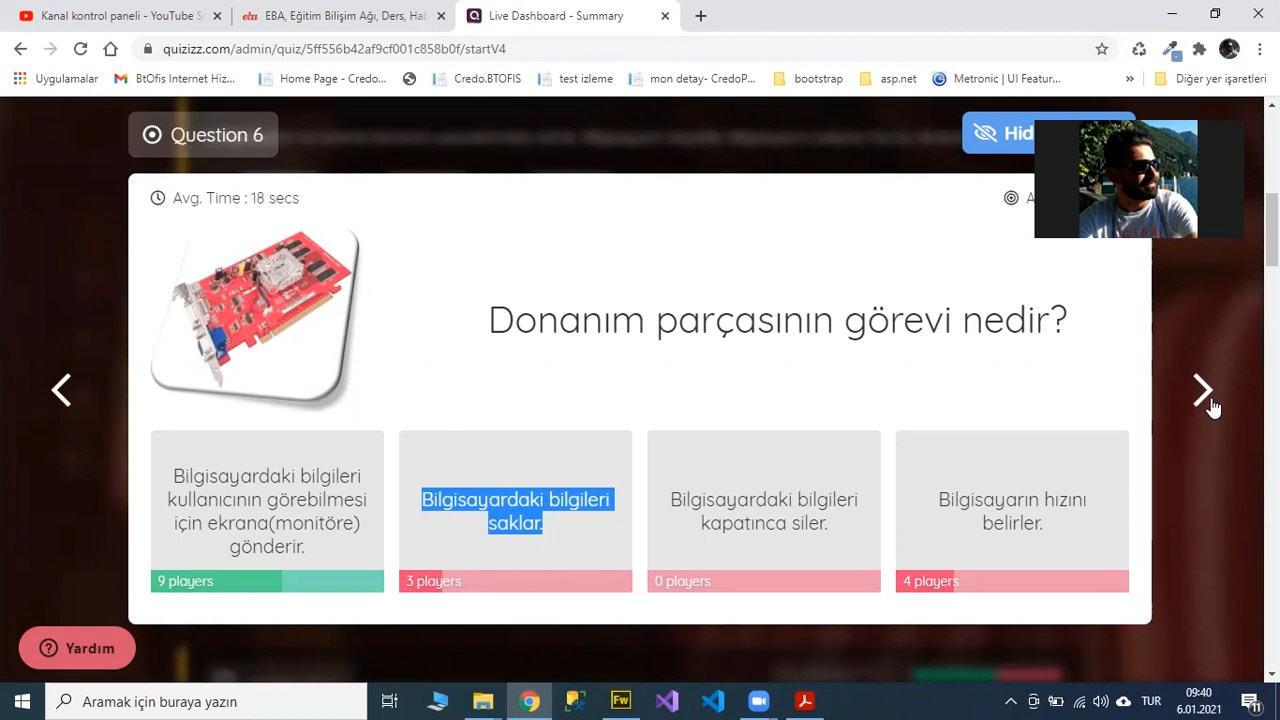 Kanal kontrol paneli - YouTube St
EBA, Eğitim Bilişim Ağı, Ders, Hab
Live Dashboard - Summary
quizizz.com/admin/quiz/5ff556b42af9cf001c858b0f/startV4
Uygulamalar
BtOfis Internet Hiz...
Home Page - Credo...
Credo.BTOFIS
test izleme
mon detay- CredoP...
bootstrap
asp.net
Metronic | UI Featur...
»
Diğer yer işaretleri
Question 6
Hid
Avg. Time : 18 secs
Donanım parçasının görevi nedir?
Bilgisayardaki bilgileri
kullanıcının görebilmesi
için ekrana(monitöre)
gönderir.
9 players
Bilgisayardaki bilgileri
saklar.
3 players
Bilgisayardaki bilgileri
kapatınca siler.
0 players
Bilgisayarın hızını
belirler.
4 players
Yardım
Aramak için buraya yazın
Fw
TUR
09:40
6.01.2021
11